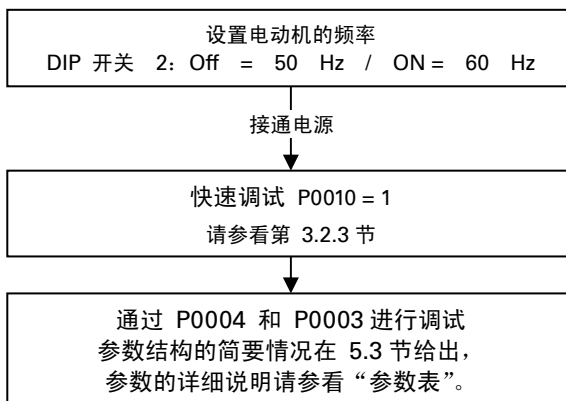 设置电动机的频率
DIP 开关 2: Off = 50 Hz / ON = 60 Hz
接通电源
快速调试 P0010 = 1
请参看第 3.2.3 节
通过 P0004 和 P0003 进行调试
参数结构的简要情况在 5.3 节给出，
参数的详细说明请参看“参数表”。